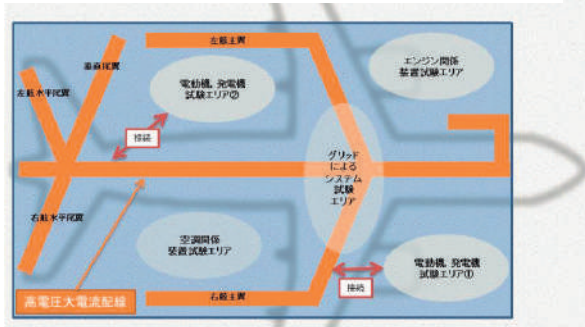 左舷主翼
垂直尾翼
左舷水平尾翼
電動機、発電機
試験エリア②
エンジン関係
装置試験エリア
接続
グリッド
による
システム
試験
エリア
右舷水平尾翼
空調関係
装置試験エリア
電動機、発電機
試験エリア①
接続
右舷主翼
高電圧大電流配線